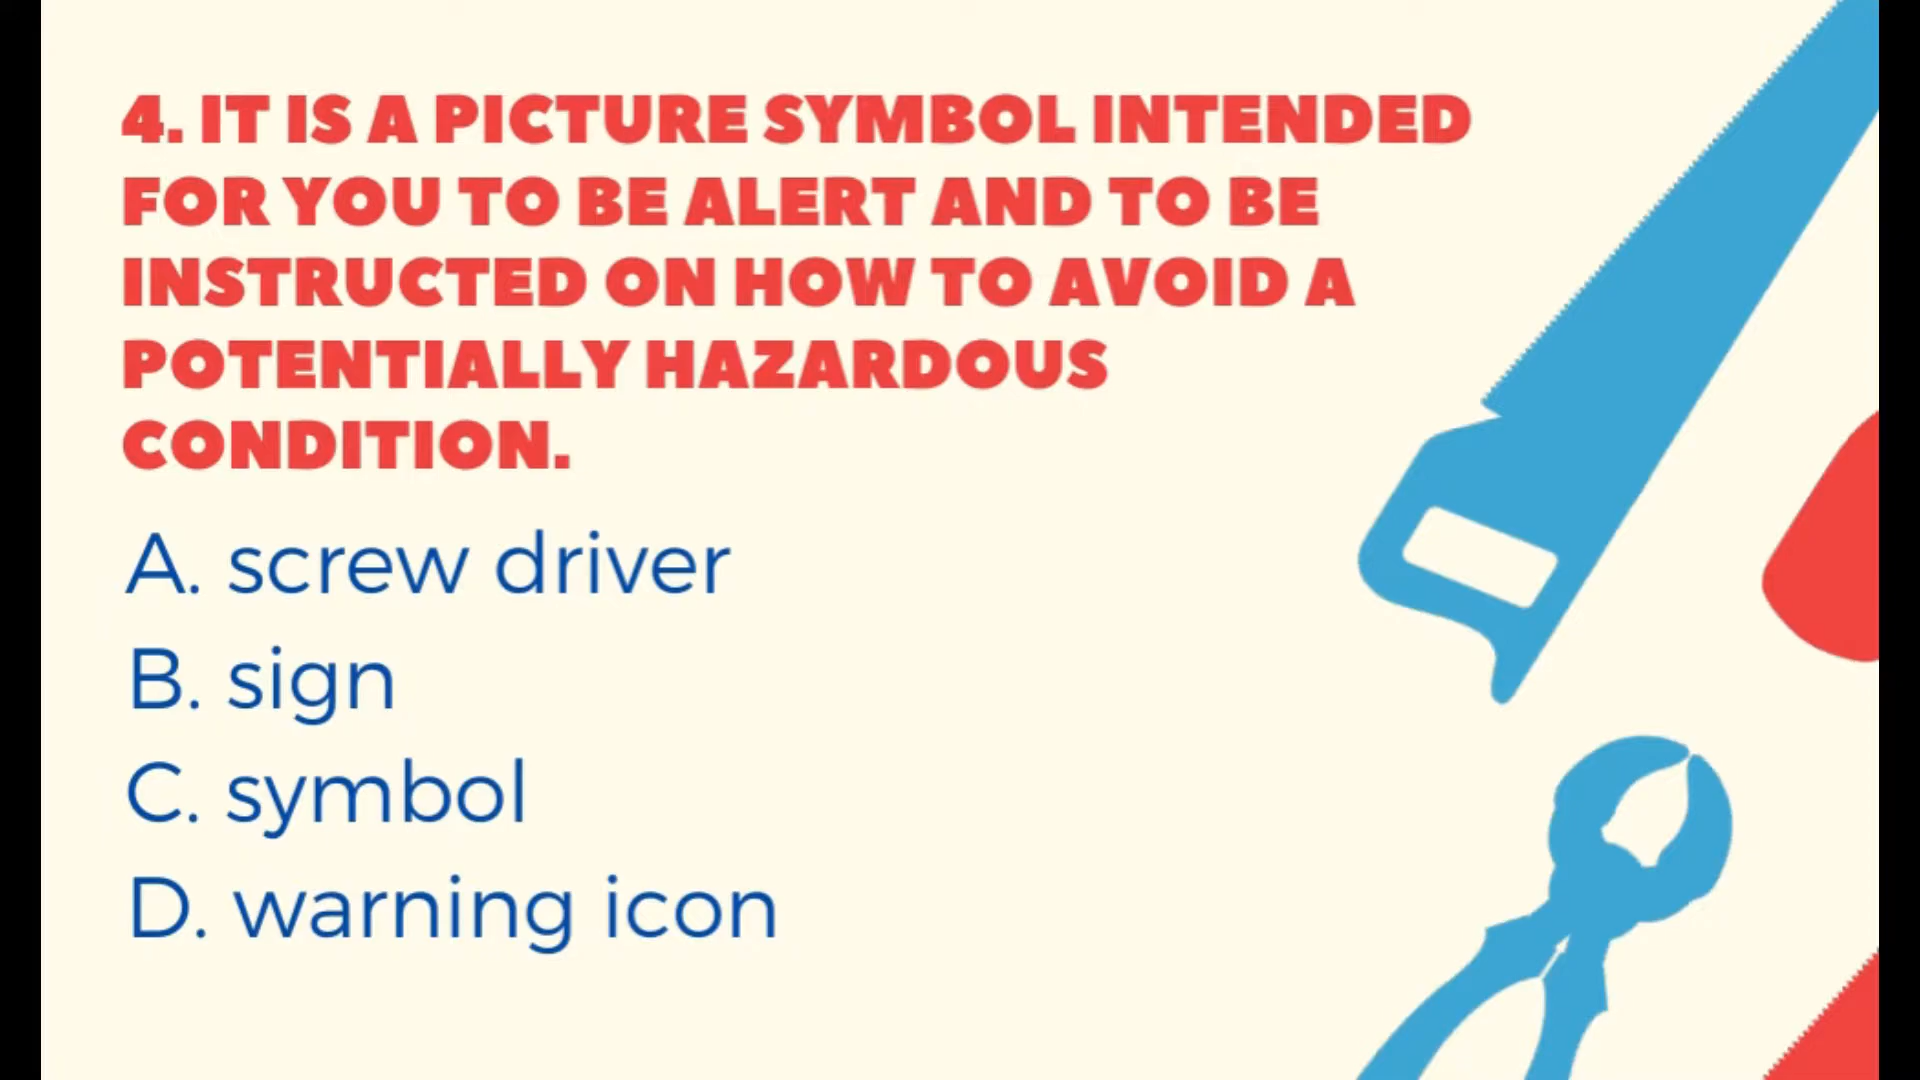 4. IT IS A PICTURE SYMBOL INTENDED
FOR YOU TO BE ALERT AND TO BE
INSTRUCTED ON HOW TO AVOID A
POTENTIALLY HAZARDOUS
CONDITION.
A. screw driver
B. sign
C. symbol
D. warning icon